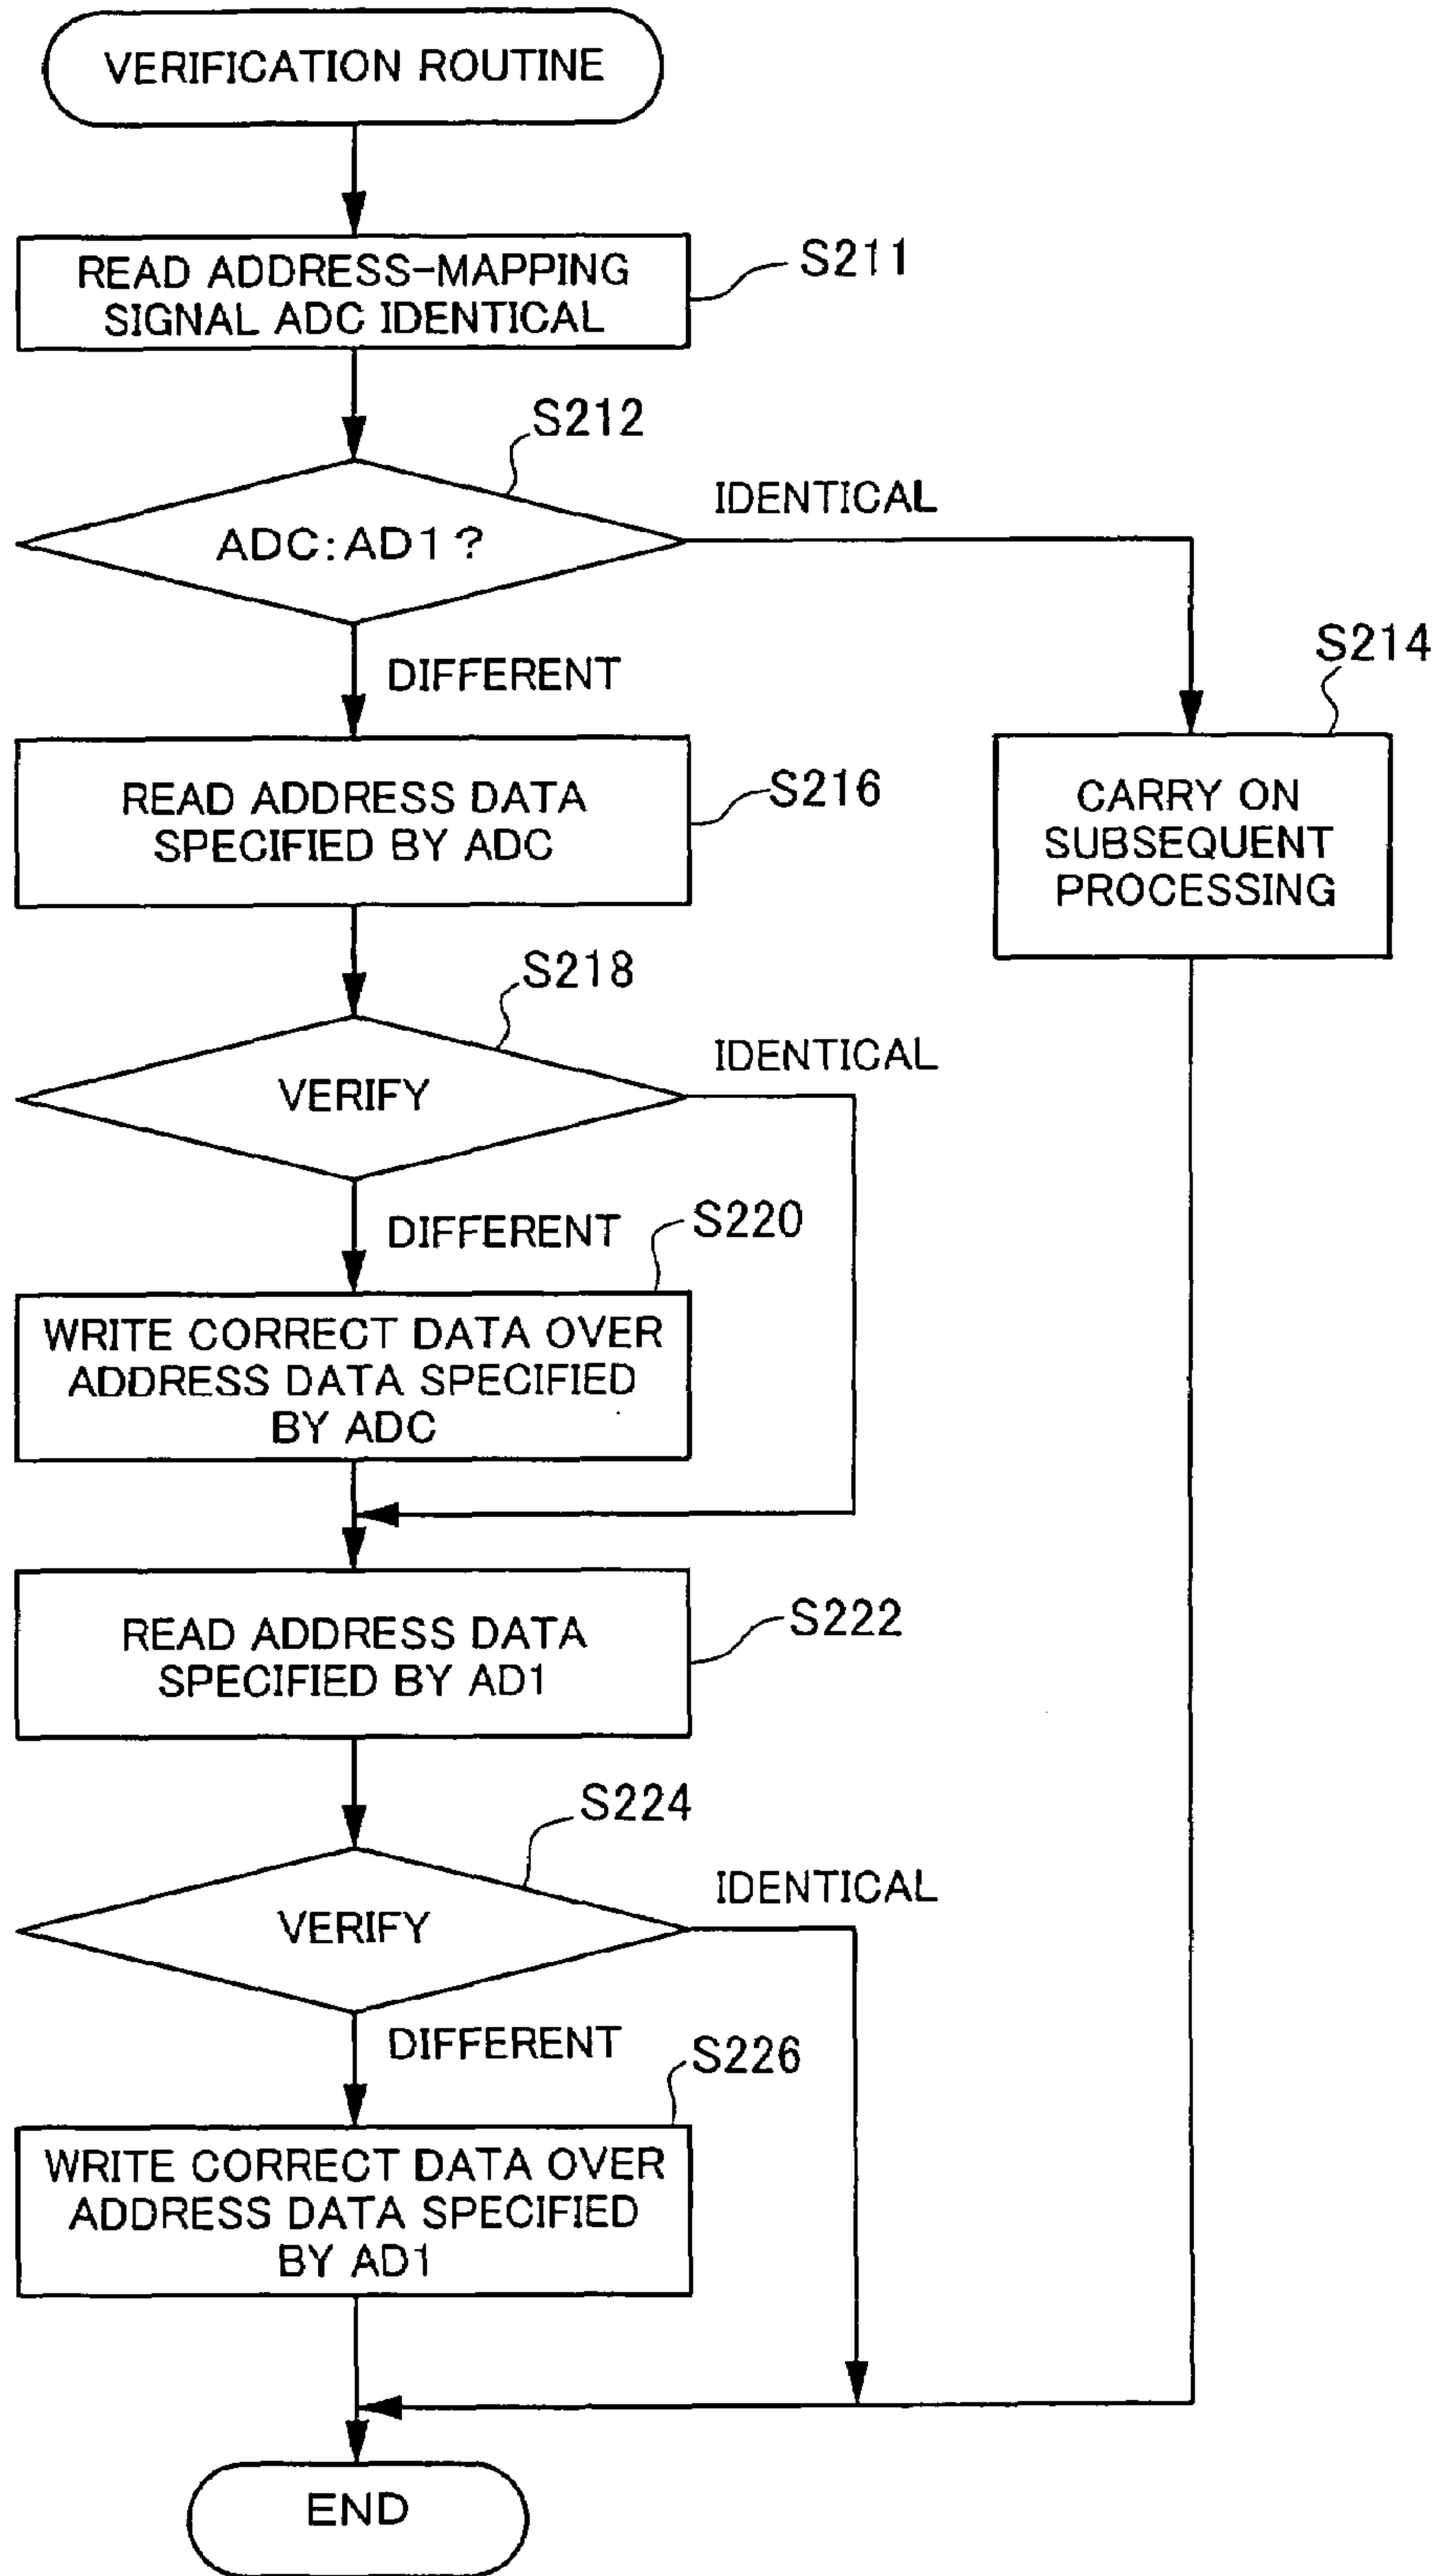 VERIFICATION ROUTINE
READ ADDRESS-MAPPING
SIGNAL ADC IDENTICAL
S211
S212
ADC:AD1?
IDENTICAL
DIFFERENT
S214
CARRY ON
SUBSEQUENT
PROCESSING
READ ADDRESS DATA
SPECIFIED BY ADC
S216
S218
VERIFY
IDENTICAL
DIFFERENT
S220
WRITE CORRECT DATA OVER
ADDRESS DATA SPECIFIED
BY ADC
READ ADDRESS DATA
SPECIFIED BY AD1
S222
S224
VERIFY
IDENTICAL
DIFFERENT
S226
WRITE CORRECT DATA OVER
ADDRESS DATA SPECIFIED
BY AD1
END